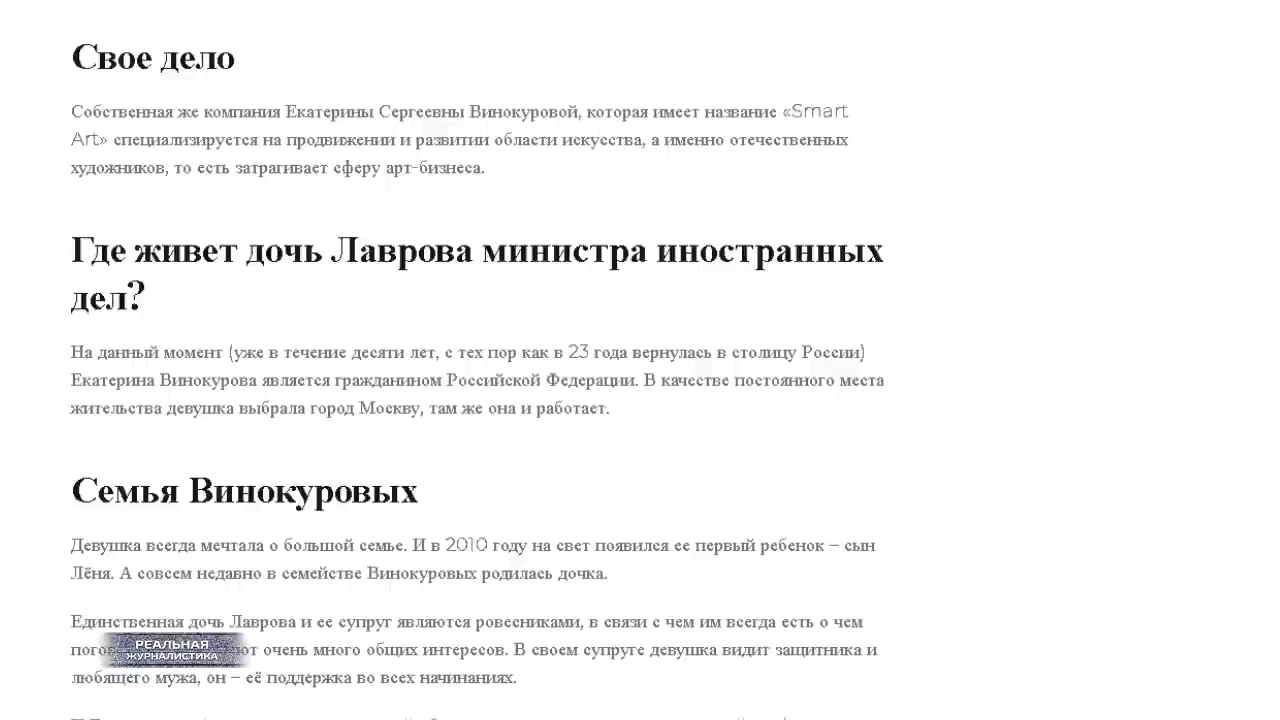 Свое дело
Собственная же компания Екатерины Сергеевны Винокуровой, которая имеет название «Smart
Art» специализируется на продвижении и развитии области искусства, а именно отечественных
художников, то есть затрагивает сферу арт-бизнеса.
Где живет дочь Лаврова министра иностранных
дел?
На данный момент (уже в течение десяти лет, с тех пор как в 23 года вернулась в столицу России)
Екатерина Винокурова является гражданином Российской Федерации. В качестве постоянного места
жительства девушка выбрала город Москву, там же она и работает.
Семья Винокуровых
Девушка всегда мечтала о большой семье. И в 2010 году на свет появился ее первый ребенок – сын
Лёня. А совсем недавно в семействе Винокуровых родилась дочка.
Единственная дочь Лаврова и ее супруг являются ровесниками, в связи с чем им всегда есть о чем
очень много общих интересов. В своем супруге девушка видит защитника и
любящего мужа, он – её поддержка во всех начинаниях.
РЕАЛЬНАЯ
ЖУРНАЛИСТИКА